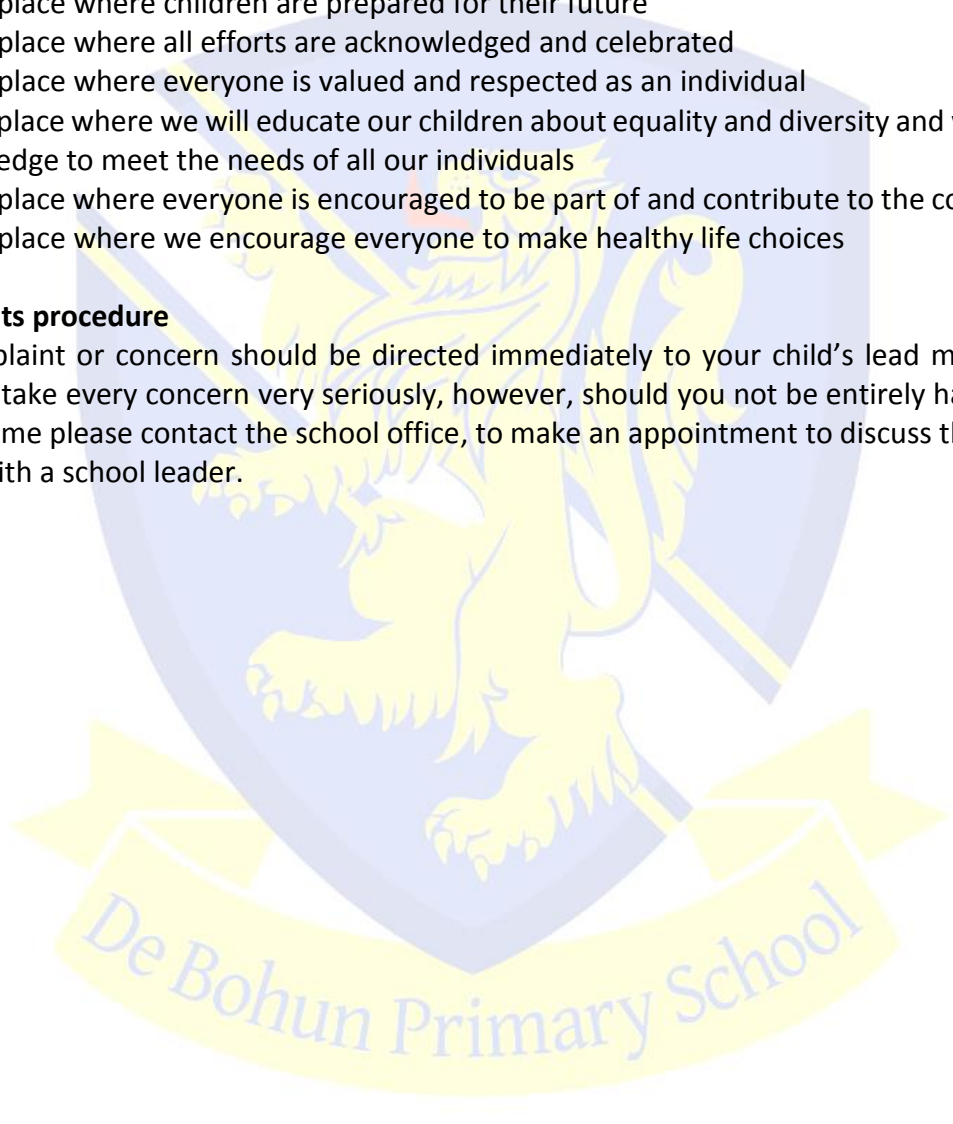 place where children are prepared for their future
place where all efforts are acknowledged and celebrated
place where everyone is valued and respected as an individual
place where we will educate our children about equality and diversity and
edge to meet the needs of all our individuals
place where everyone is encouraged to be part of and contribute to the co
place where we encourage everyone to make healthy life choices
ts procedure
plaint or concern should be directed immediately to your child’s lead m
take every concern very seriously, however, should you not be entirely ha
me please contact the school office, to make an appointment to discuss th
ith a school leader.
De Bohun Primary School